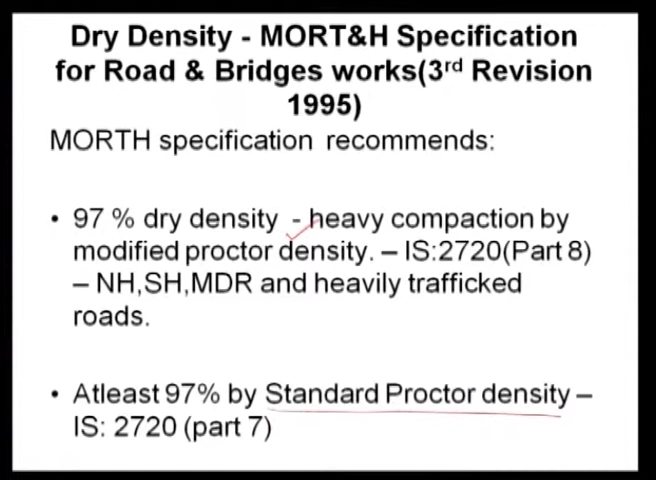 Dry Density - MORT&H Specification
for Road & Bridges works(3rd Revision
1995)
MORTH specification recommends:
• 97 % dry density - heavy compaction by
modified proctor density. – IS:2720(Part 8)
– NH,SH,MDR and heavily trafficked
roads.
• Atleast 97% by Standard Proctor density –
IS: 2720 (part 7)